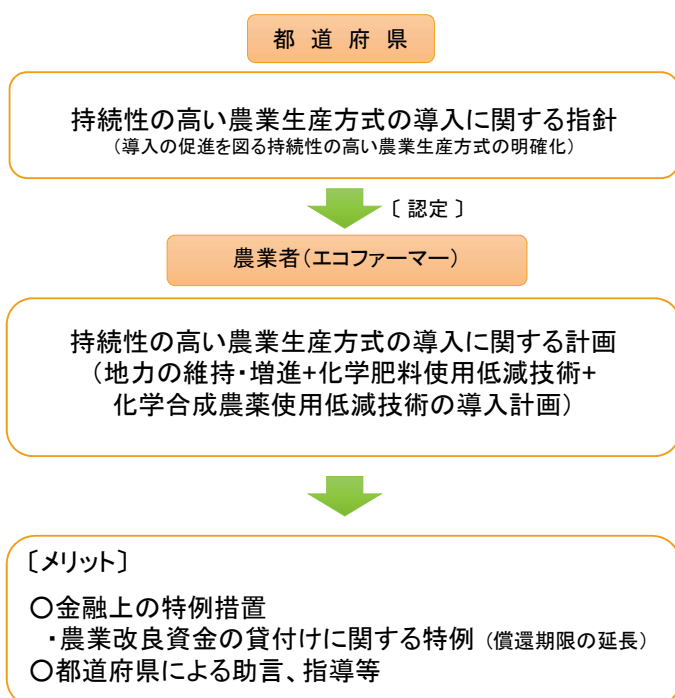 都 道 府 県
持続性の高い農業生産方式の導入に関する指針
（導入の促進を図る持続性の高い農業生産方式の明確化）
〔 認定 〕
農業者（エコファーマー）
持続性の高い農業生産方式の導入に関する計画
（地力の維持・増進+化学肥料使用低減技術+
化学合成農薬使用低減技術の導入計画）
〔メリット〕
○金融上の特例措置
・農業改良資金の貸付けに関する特例 （償還期限の延長）
○都道府県による助言、指導等